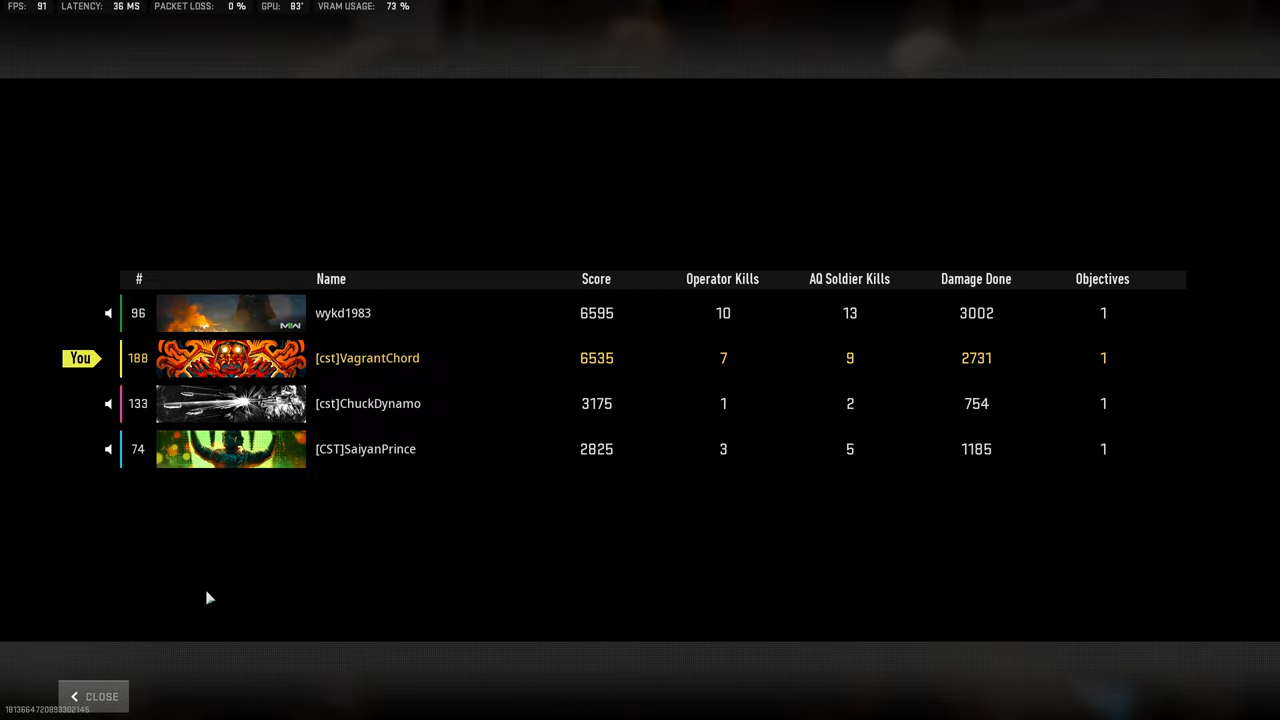 FPS: 91 LATENCY: 36 MS PACKET LOSS: 0 % GPU: 83° VRAM USAGE: 73 %
# Name Score Operator Kills AQ Soldier Kills Damage Done Objectives
96 MWII wykd1983 6595 10 13 3002 1
You 188 [cst]VagrantChord 6535 7 9 2731 1
133 [cst]ChuckDynamo 3175 1 2 754 1
74 [CST]SaiyanPrince 2825 3 5 1185 1
CLOSE